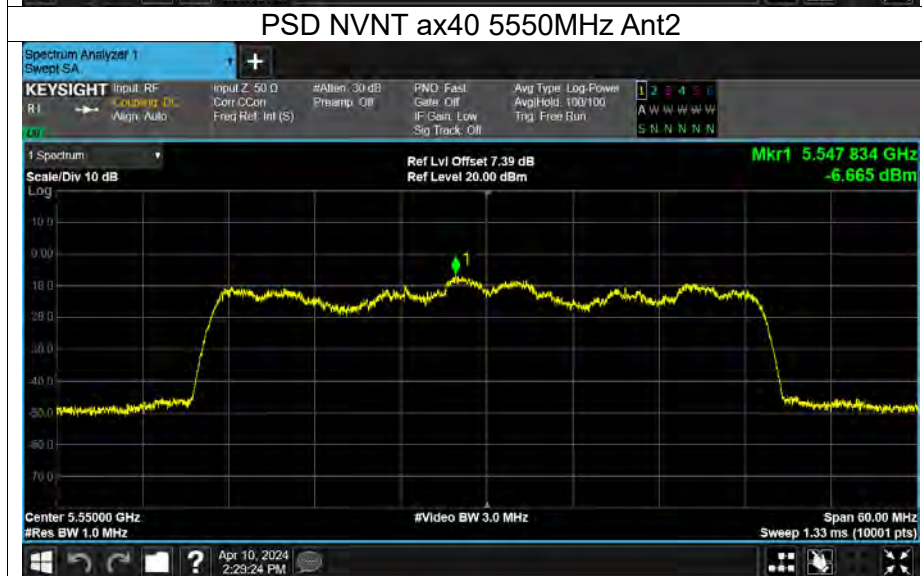 PSD NVNT ax40 5550MHz Ant2
Spectrum Analyzer 1
Swept SA
+
KEYSIGHT Input: RF Input Z: 50 Ω #Atten: 30 dB PNO: Fast Avg Type: Log-Power 1 2 3 4 5 6
Coupling: DC Corr CCorr Preamp: Off Gate: Off Avg|Hold: 100/100 A W W W W W
Align: Auto Freq Ref: Int (S) IF Gain: Low Trig: Free Run
Sig Track: Off S N N N N N
1 Spectrum
Ref Lvl Offset 7.39 dB Mkr1 5.547 834 GHz
Scale/Div 10 dB Ref Level 20.00 dBm -6.665 dBm
Log
10.0
0.00
1
-10.0
-20.0
-30.0
-40.0
-50.0
-60.0
-70.0
Center 5.55000 GHz #Video BW 3.0 MHz Span 60.00 MHz
#Res BW 1.0 MHz Sweep 1.33 ms (10001 pts)
? Apr 10, 2024
2:29:24 PM